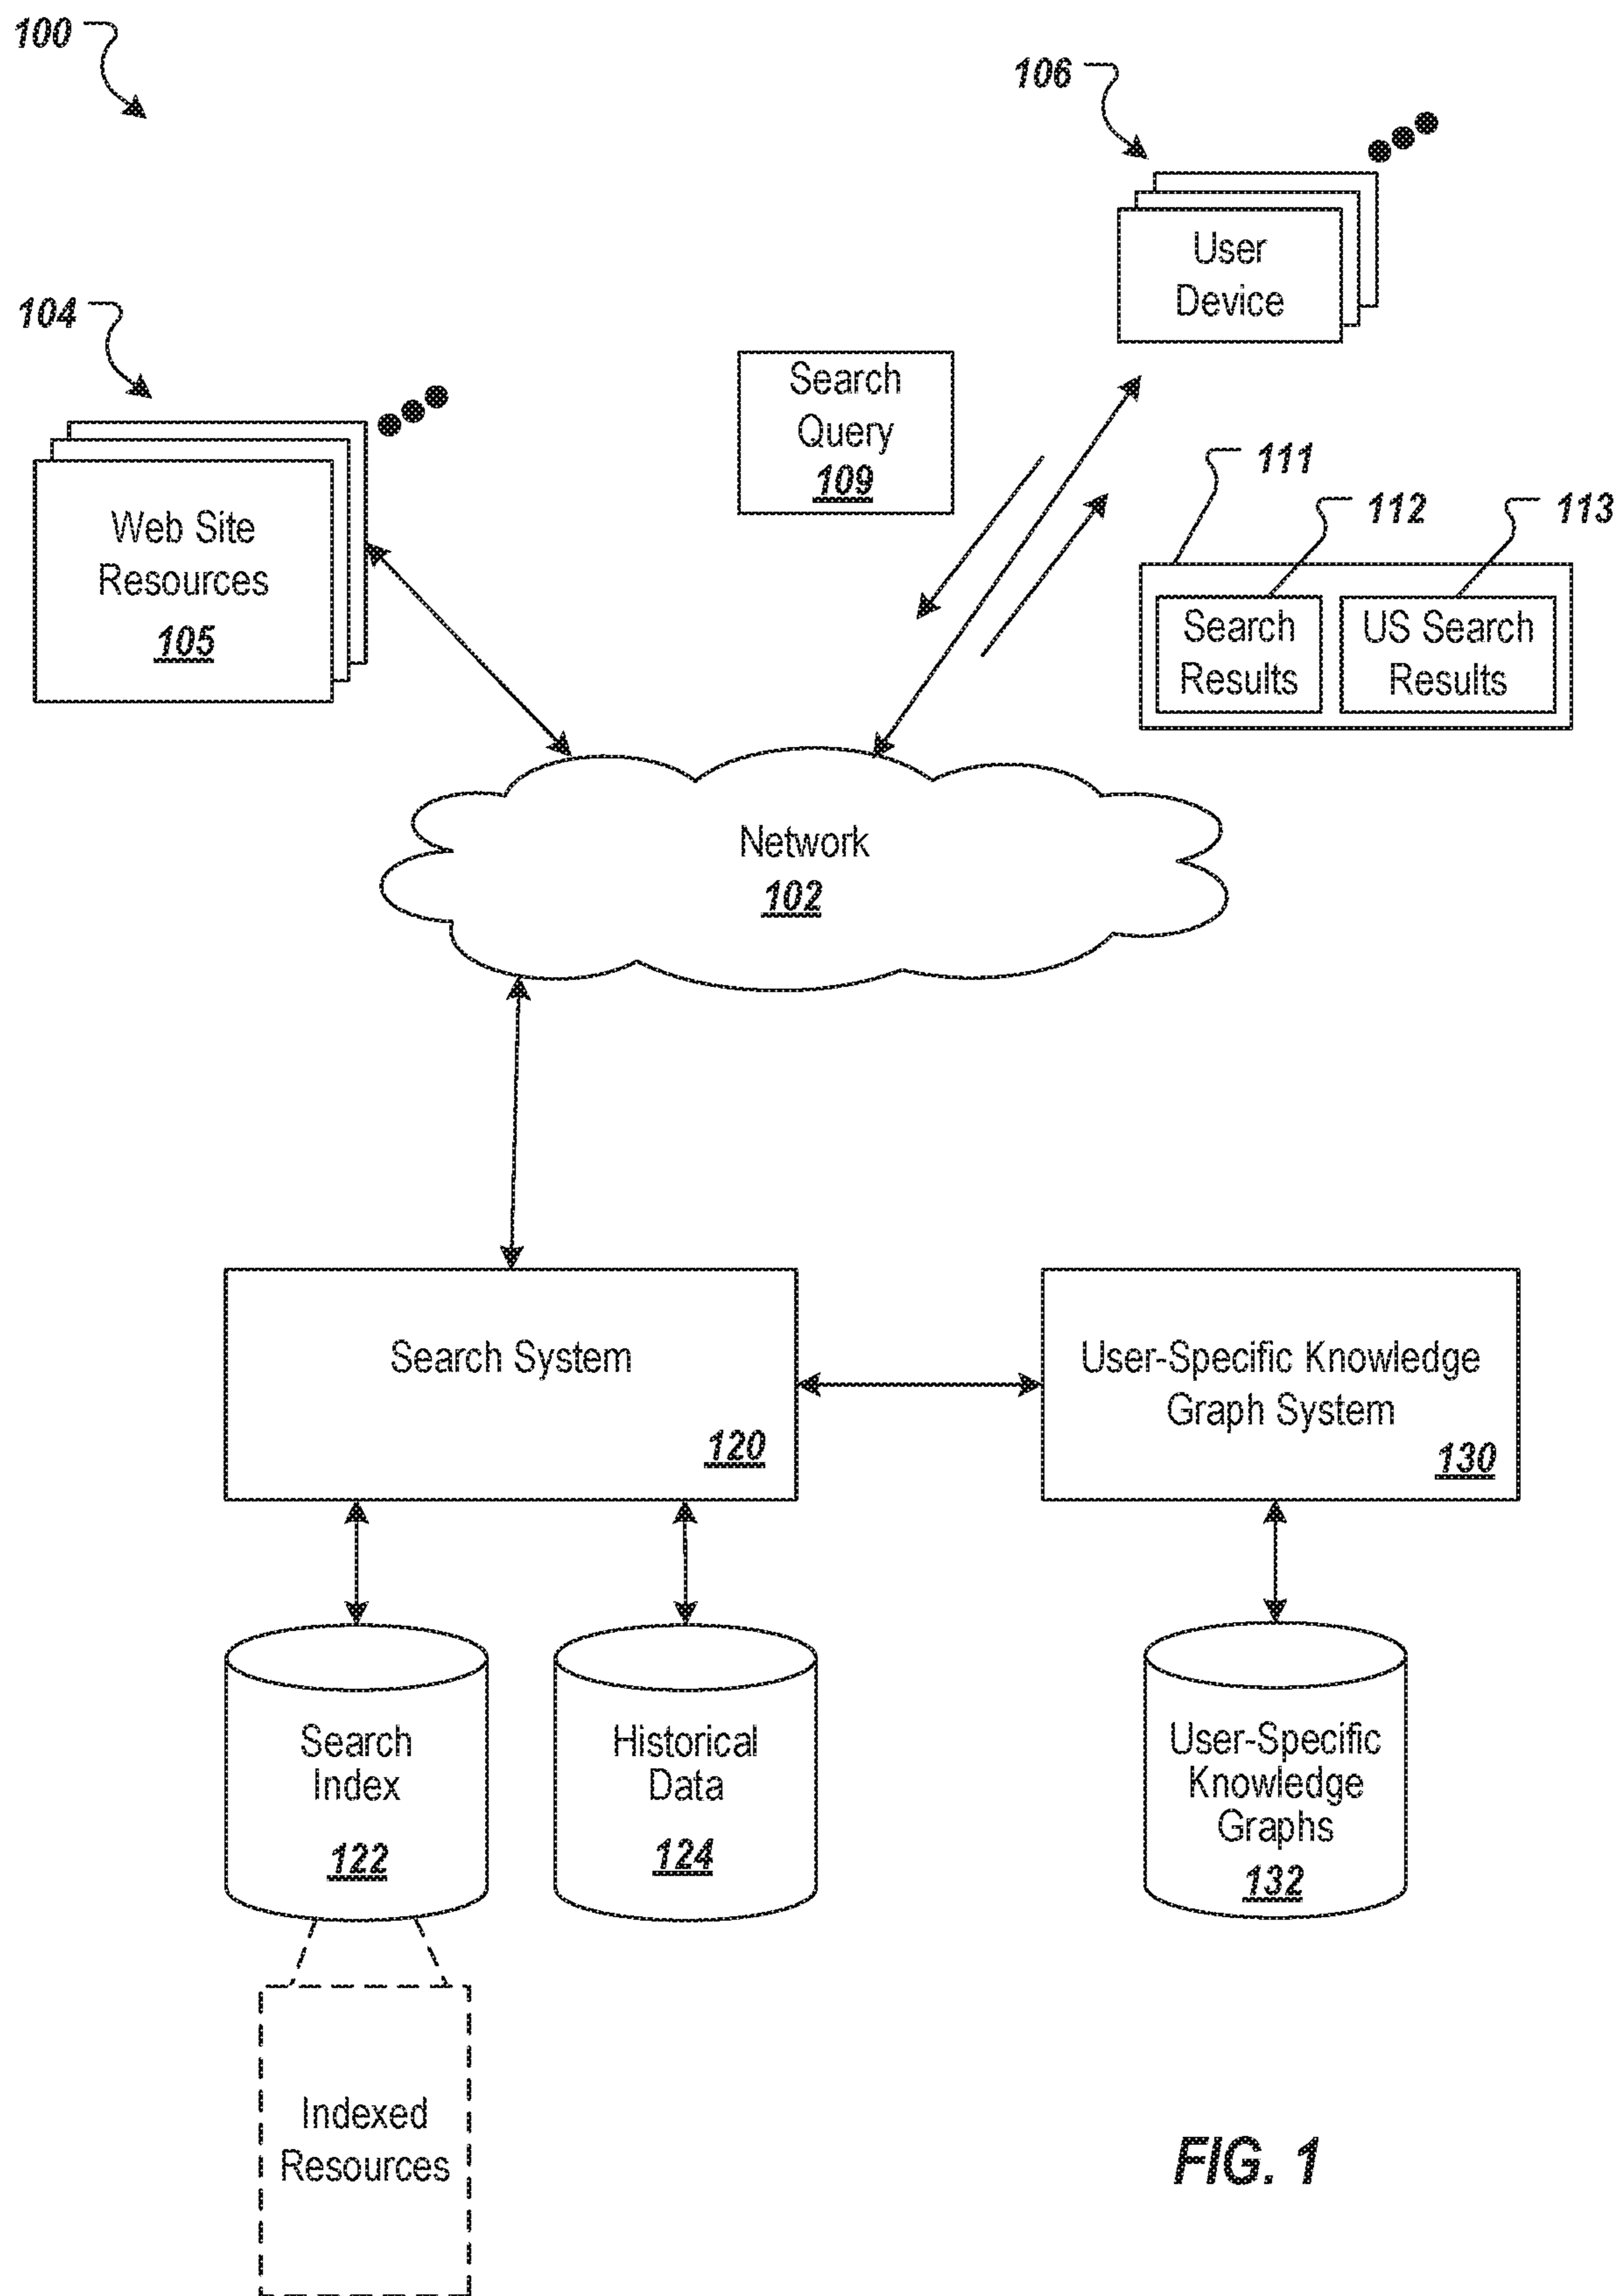 100
106
User
Device
104
Search
Query
109
111
112
113
Web Site
Resources
105
Search
Results
US Search
Results
Network
102
Search System
120
User-Specific Knowledge
Graph System
130
Search
Index
122
Historical
Data
124
User-Specific
Knowledge
Graphs
132
Indexed
Resources
FIG. 1